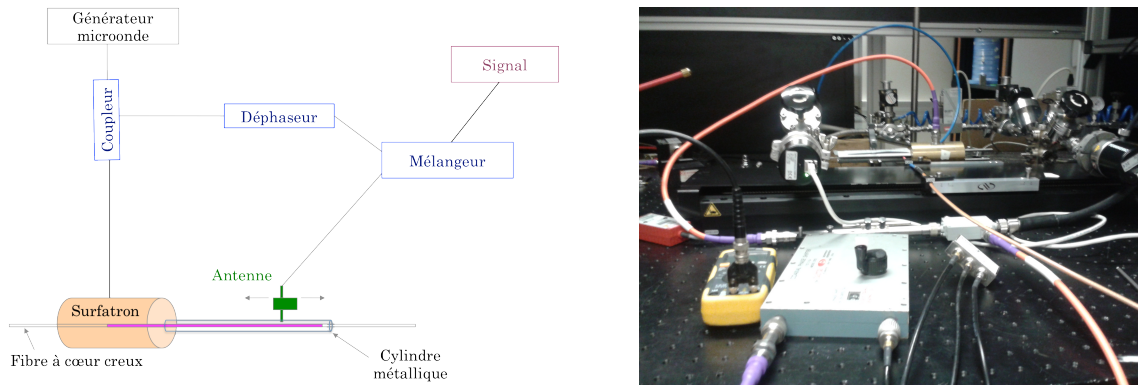 Générateur
microonde
Signal
Coupleur
Déphaseur
Mélangeur
Antenne
Surfatron
Fibre à cœur creux
Cylindre
métallique